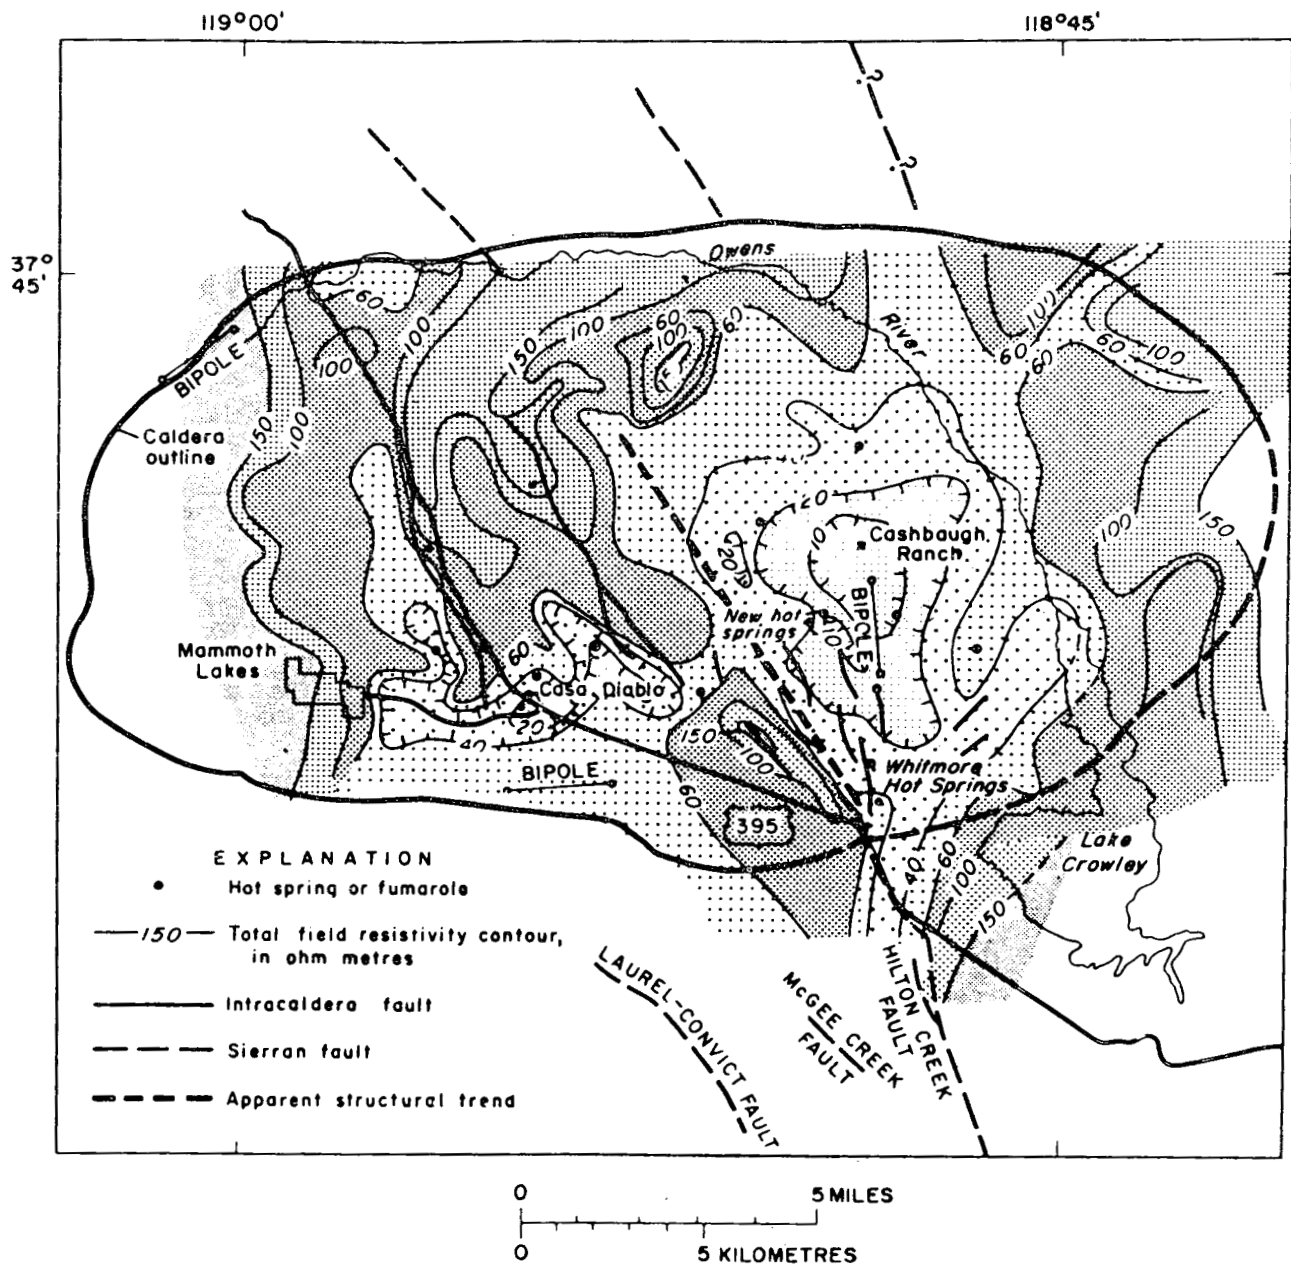 119°00'
118°45'
37°
45'
?
?
Owens
River
60
100
150
100
60
100
60
60
100
60
60
100
60
100
BIPOLE
Caldera
outline
150
100
20
10
Cashbaugh
Ranch
100
150
20
BIPOLE
New hot
springs
10
Mammoth
Lakes
60
Casa Diablo
20
40
150
100
BIPOLE
60
395
Whitmore
Hot Springs
40
60
100
150
Lake
Crowley
EXPLANATION
Hot spring or fumarole
150 Total field resistivity contour,
in ohm metres
Intracaldera fault
Sierran fault
Apparent structural trend
LAUREL-CONVICT FAULT
McGEE CREEK
FAULT
HILTON CREEK
FAULT
0 5 MILES
0 5 KILOMETRES